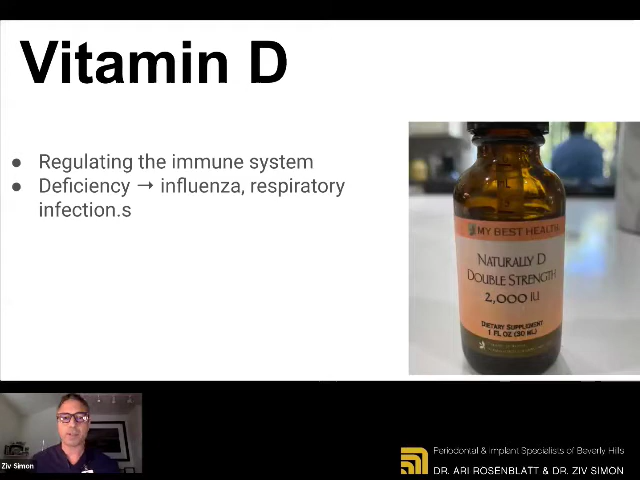 Vitamin D
● Regulating the immune system
● Deficiency → influenza, respiratory
infection.s
MY BEST HEALTH
NATURALLY D
DOUBLE STRENGTH
2,000 IU
DIETARY SUPPLEMENT
1 FL OZ (30 ML)
Ziv Simon
Periodontal & Implant Specialists of Beverly Hills
DR. ARI ROSENBLATT & DR. ZIV SIMON